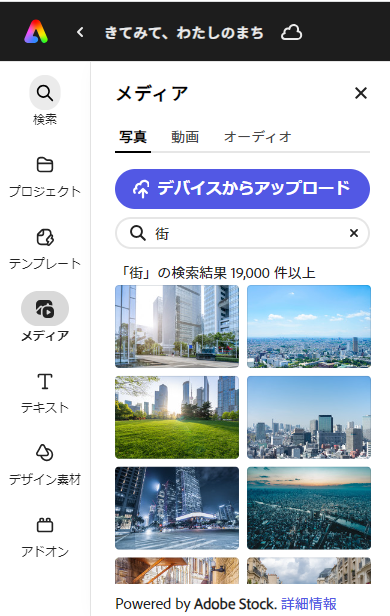 きてみて、わたしのまち
検索
プロジェクト
テンプレート
メディア
テキスト
デザイン素材
アドオン
メディア
写真 動画 オーディオ
デバイスからアップロード
街
「街」の検索結果 19,000 件以上
Powered by Adobe Stock. 詳細情報